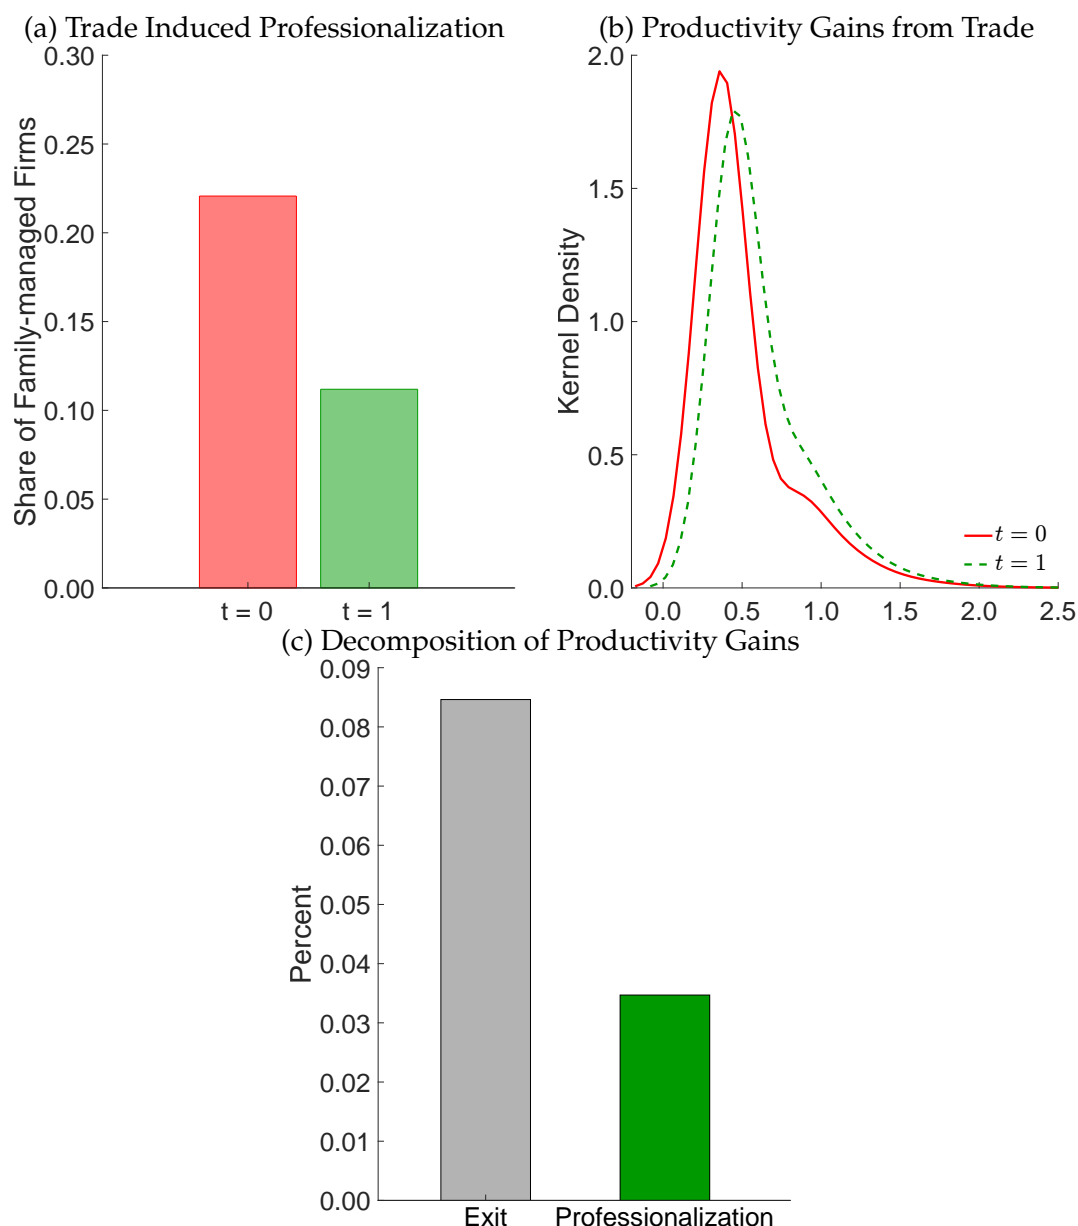 (a) Trade Induced Professionalization
0.30
0.25
0.20
0.15
0.10
0.05
0.00
Share of Family-managed Firms
t = 0
t = 1
(b) Productivity Gains from Trade
2.0
1.5
1.0
0.5
0.0
Kernel Density
t = 0
t = 1
0.0
0.5
1.0
1.5
2.0
2.5
(c) Decomposition of Productivity Gains
0.09
0.08
0.07
0.06
0.05
0.04
0.03
0.02
0.01
0.00
Percent
Exit
Professionalization